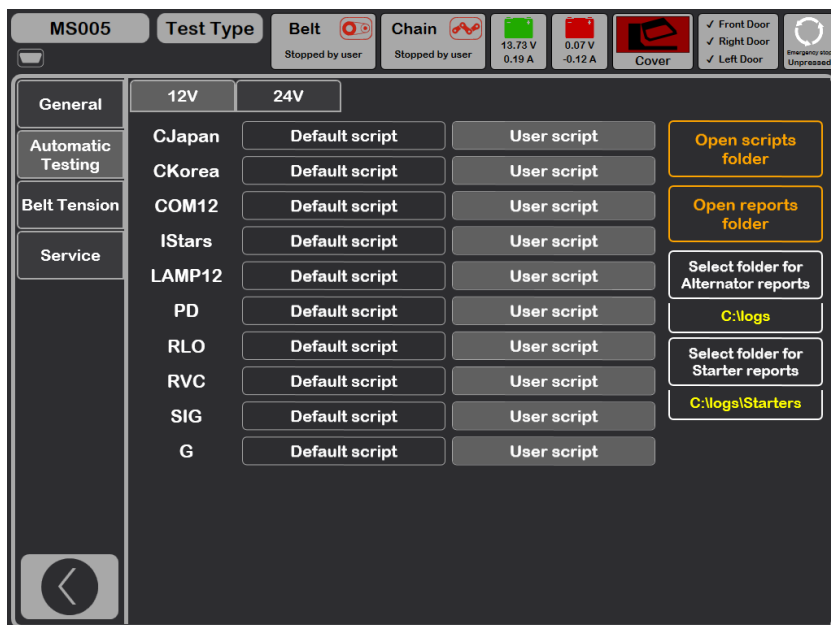 MS005
Test Type
Belt
Stopped by user
Chain
Stopped by user
13.73 V
0.19 A
0.07 V
-0.12 A
Cover
✓ Front Door
✓ Right Door
✓ Left Door
Emergency stop
Unpressed
General
Automatic
Testing
Belt Tension
Service
12V
24V
CJapan
Default script
User script
CKorea
Default script
User script
COM12
Default script
User script
IStars
Default script
User script
LAMP12
Default script
User script
PD
Default script
User script
RLO
Default script
User script
RVC
Default script
User script
SIG
Default script
User script
G
Default script
User script
Open scripts
folder
Open reports
folder
Select folder for
Alternator reports
C:\logs
Select folder for
Starter reports
C:\logs\Starters